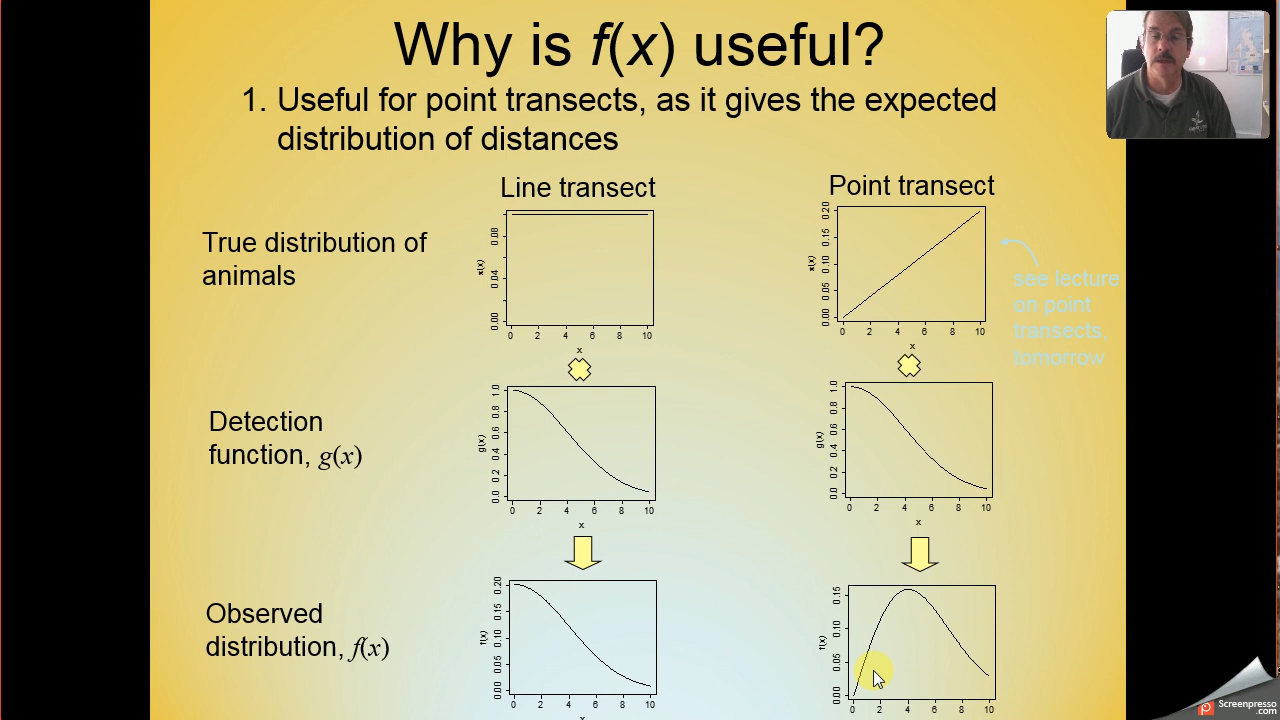 Why is f(x) useful?
1. Useful for point transects, as it gives the expected
distribution of distances
Line transect
Point transect
True distribution of
animals
0.00 0.04 0.08
π(x)
0 2 4 6 8 10
x
0.00 0.05 0.10 0.15 0.20
π(x)
0 2 4 6 8 10
x
see lecture
on point
transects,
tomorrow
Detection
function, g(x)
0.0 0.2 0.4 0.6 0.8 1.0
g(x)
0 2 4 6 8 10
x
0.0 0.2 0.4 0.6 0.8 1.0
g(x)
0 2 4 6 8 10
x
Observed
distribution, f(x)
0.00 0.05 0.10 0.15 0.20
f(x)
0 2 4 6 8 10
x
0.00 0.05 0.10 0.15
f(x)
0 2 4 6 8 10
Screenpresso
.com